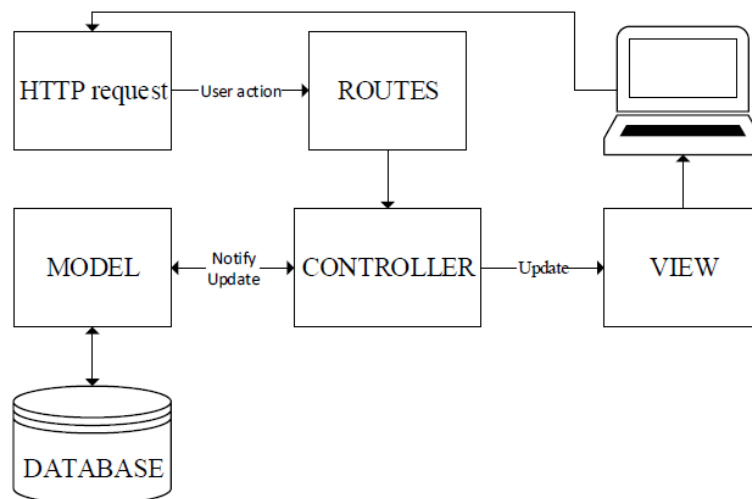 HTTP request
User action
ROUTES
MODEL
Notify
Update
CONTROLLER
Update
VIEW
DATABASE